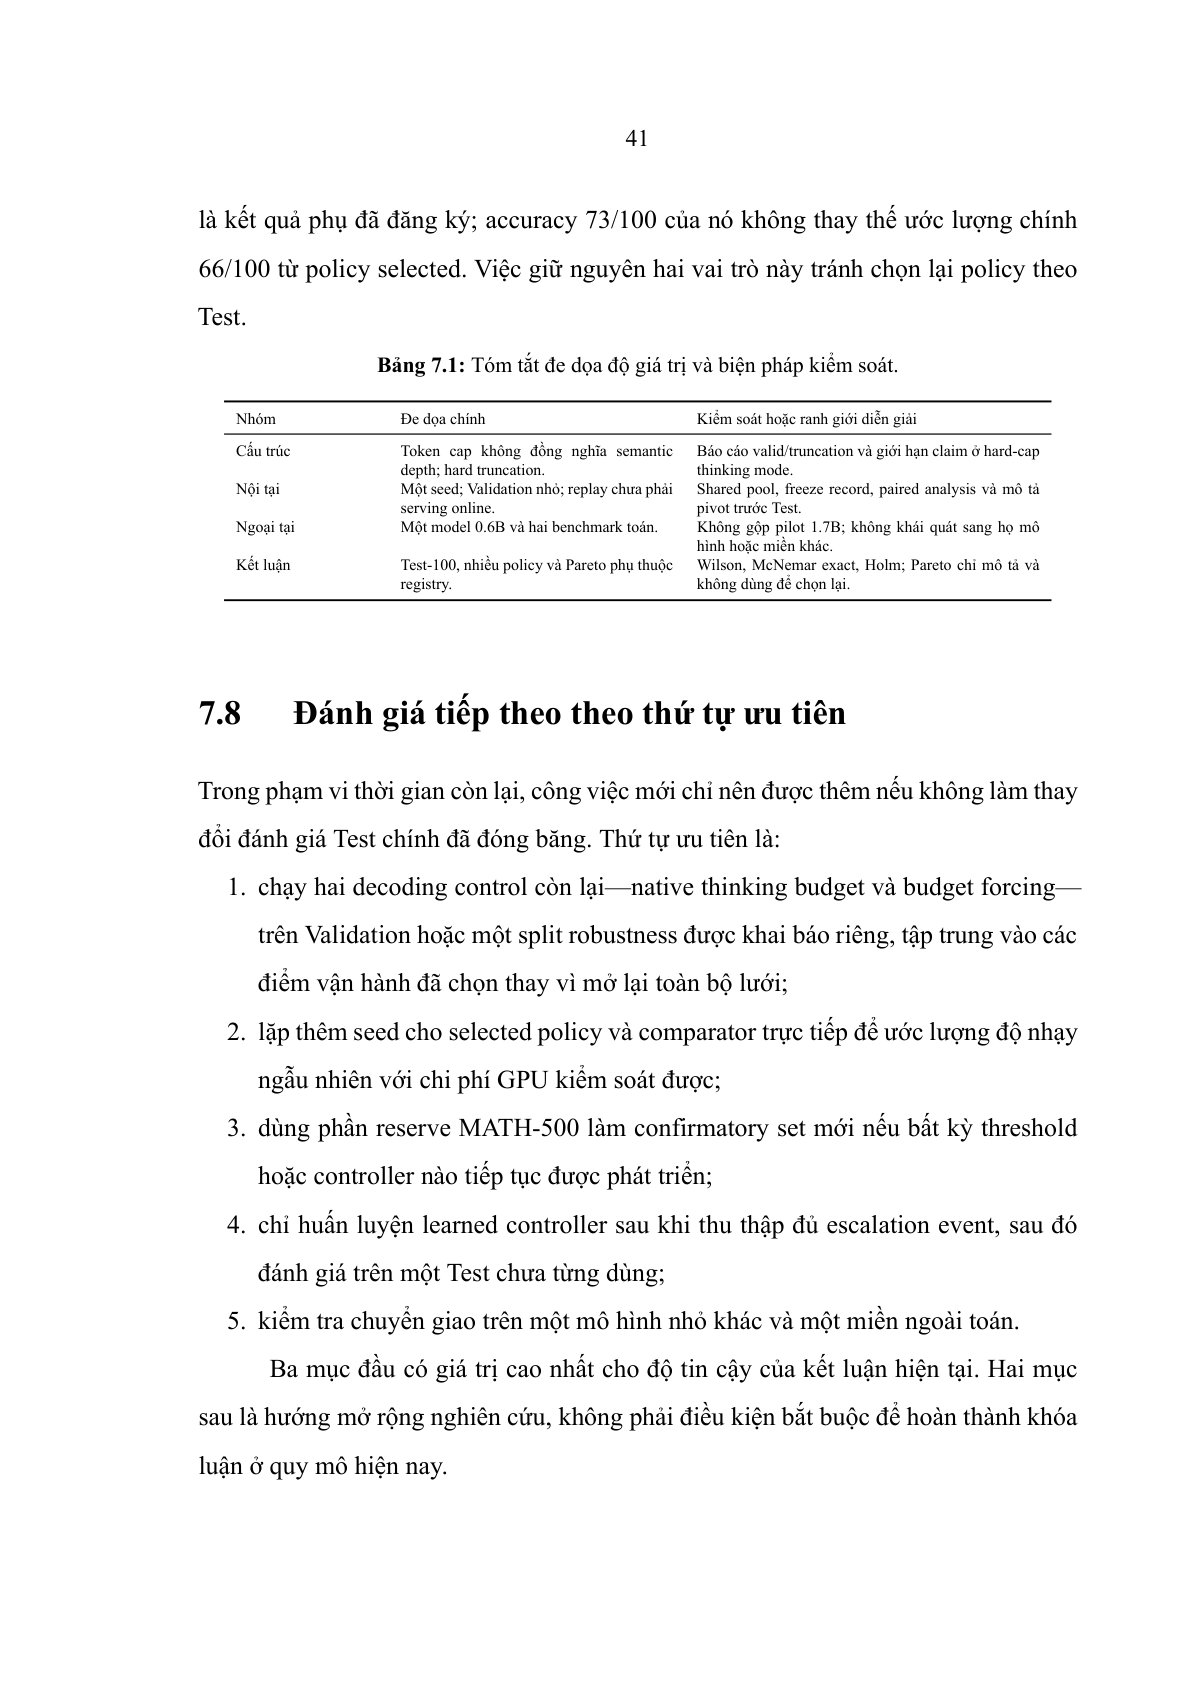 41
là kết quả phụ đã đăng ký; accuracy 73/100 của nó không thay thế ước lượng chính
66/100 từ policy selected. Việc giữ nguyên hai vai trò này tránh chọn lại policy theo
Test.
Bảng 7.1: Tóm tắt đe dọa độ giá trị và biện pháp kiểm soát.
Nhóm Đe dọa chính Kiểm soát hoặc ranh giới diễn giải
Cấu trúc Token cap không đồng nghĩa semantic Báo cáo valid/truncation và giới hạn claim ở hard-cap
depth; hard truncation. thinking mode.
Nội tại Một seed; Validation nhỏ; replay chưa phải Shared pool, freeze record, paired analysis và mô tả
serving online. pivot trước Test.
Ngoại tại Một model 0.6B và hai benchmark toán. Không gộp pilot 1.7B; không khái quát sang họ mô
hình hoặc miền khác.
Kết luận Test-100, nhiều policy và Pareto phụ thuộc Wilson, McNemar exact, Holm; Pareto chỉ mô tả và
registry. không dùng để chọn lại.
7.8 Đánh giá tiếp theo theo thứ tự ưu tiên
Trong phạm vi thời gian còn lại, công việc mới chỉ nên được thêm nếu không làm thay
đổi đánh giá Test chính đã đóng băng. Thứ tự ưu tiên là:
1. chạy hai decoding control còn lại—native thinking budget và budget forcing—
trên Validation hoặc một split robustness được khai báo riêng, tập trung vào các
điểm vận hành đã chọn thay vì mở lại toàn bộ lưới;
2. lặp thêm seed cho selected policy và comparator trực tiếp để ước lượng độ nhạy
ngẫu nhiên với chi phí GPU kiểm soát được;
3. dùng phần reserve MATH-500 làm confirmatory set mới nếu bất kỳ threshold
hoặc controller nào tiếp tục được phát triển;
4. chỉ huấn luyện learned controller sau khi thu thập đủ escalation event, sau đó
đánh giá trên một Test chưa từng dùng;
5. kiểm tra chuyển giao trên một mô hình nhỏ khác và một miền ngoài toán.
Ba mục đầu có giá trị cao nhất cho độ tin cậy của kết luận hiện tại. Hai mục
sau là hướng mở rộng nghiên cứu, không phải điều kiện bắt buộc để hoàn thành khóa
luận ở quy mô hiện nay.